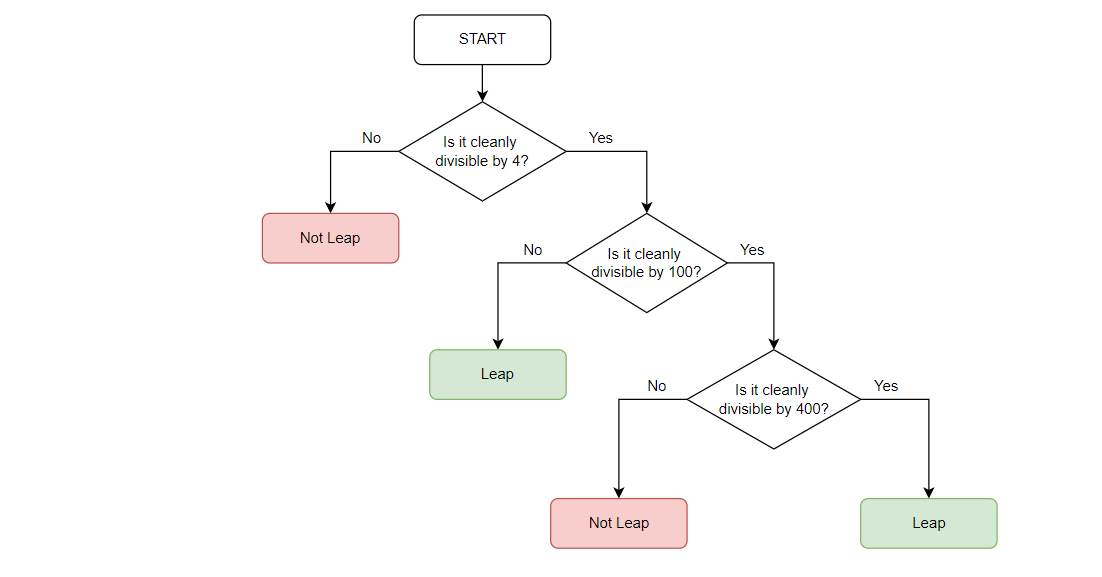 START
No
Is it cleanly
divisible by 4?
Yes
Not Leap
No
Is it cleanly
divisible by 100?
Yes
Leap
No
Is it cleanly
divisible by 400?
Yes
Not Leap
Leap